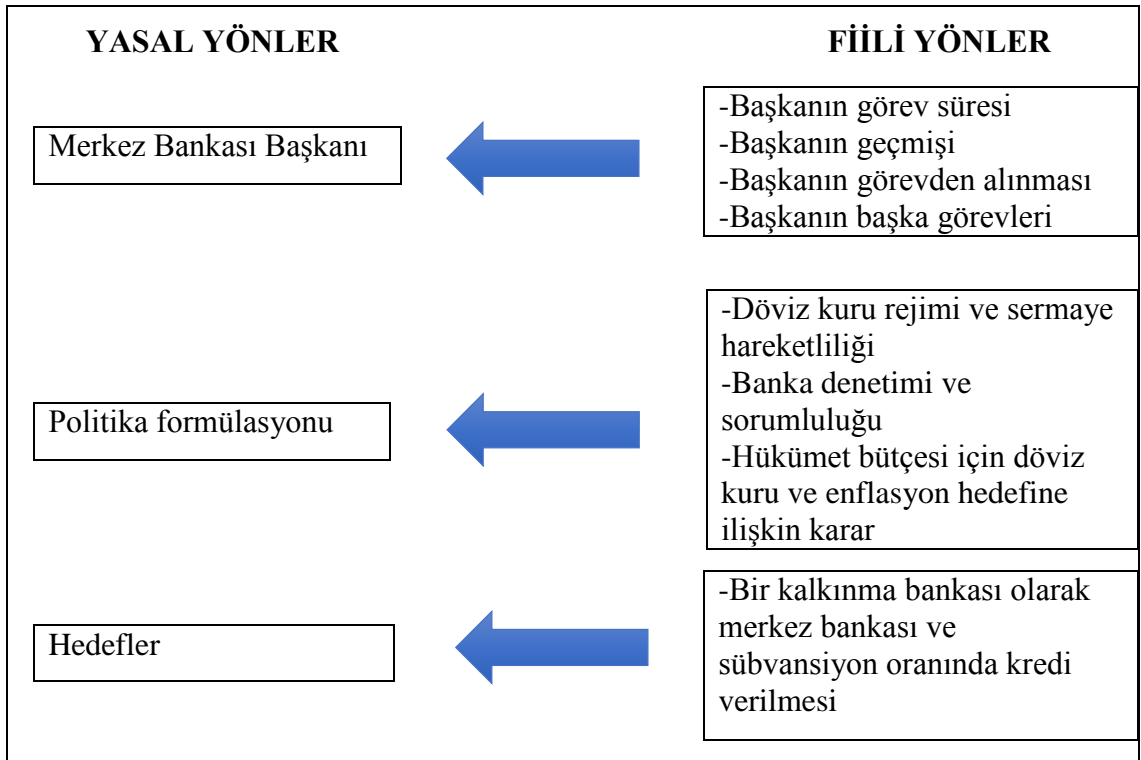 YASAL YÖNLER
FİİLİ YÖNLER
Merkez Bankası Başkanı
-Başkanın görev süresi
-Başkanın geçmişi
-Başkanın görevden alınması
-Başkanın başka görevleri
Politika formülasyonu
-Döviz kuru rejimi ve sermaye
hareketliliği
-Banka denetimi ve
sorumluluğu
-Hükümet bütçesi için döviz
kuru ve enflasyon hedefine
ilişkin karar
Hedefler
-Bir kalkınma bankası olarak
merkez bankası ve
sübvansiyon oranında kredi
verilmesi